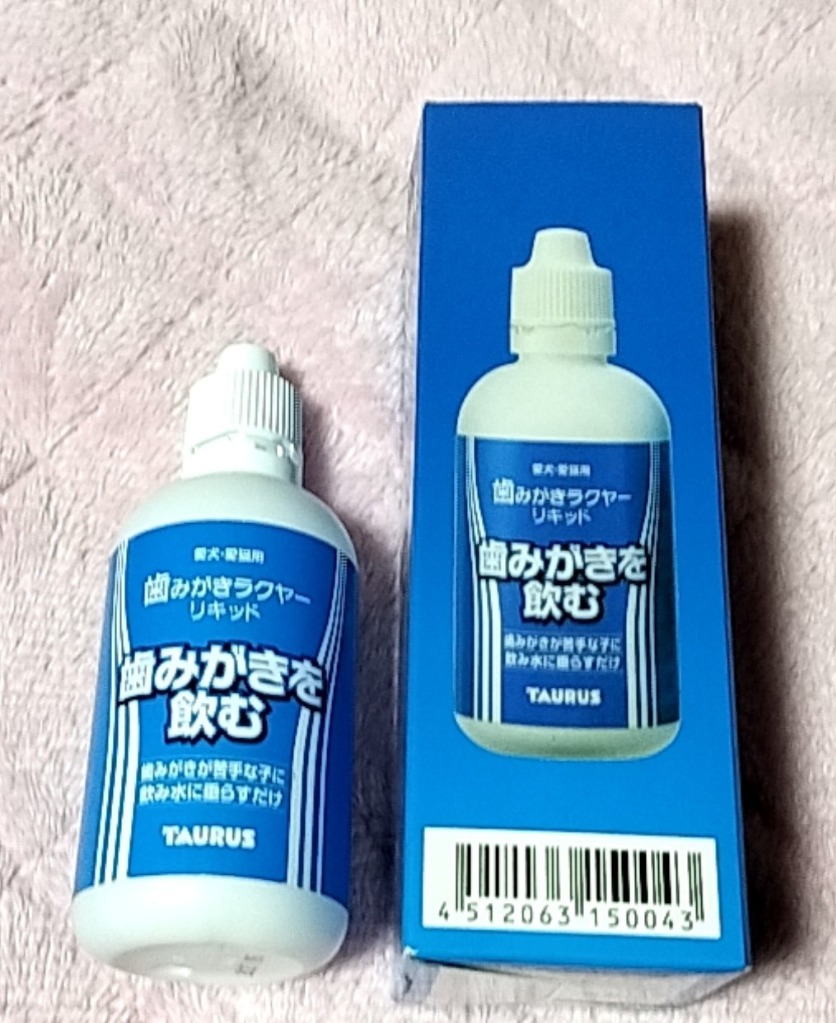 愛犬・愛猫用
歯みがきラクヤー
リキッド
歯みがきを
飲む
歯みがきが苦手な子に
飲み水に垂らすだけ
TAURUS
愛犬・愛猫用
歯みがきラクヤー
リキッド
歯みがきを
飲む
歯みがきが苦手な子に
飲み水に垂らすだけ
TAURUS
4 512063 150043